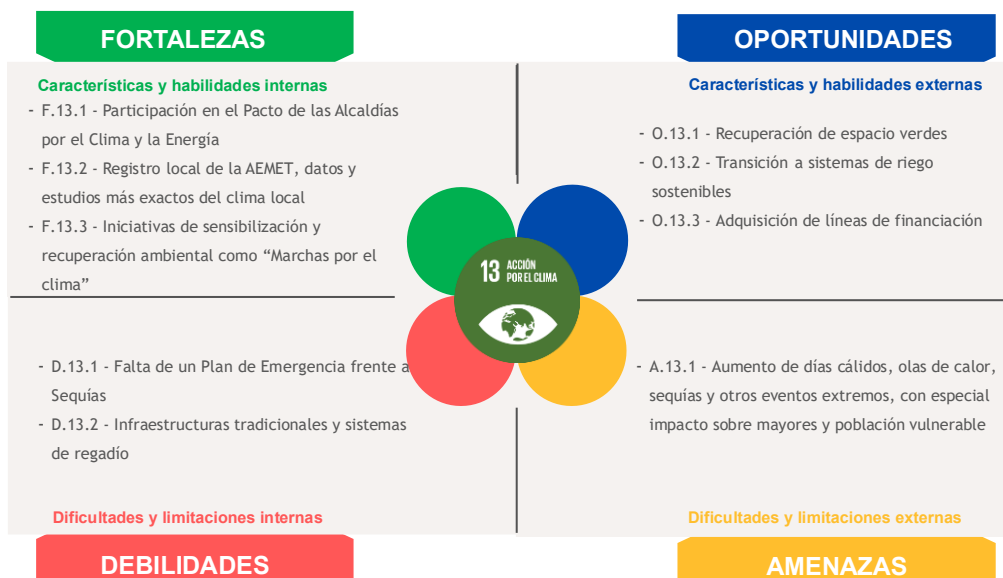 FORTALEZAS
Características y habilidades internas
- F.13.1 - Participación en el Pacto de las Alcaldías
por el Clima y la Energía
- F.13.2 - Registro local de la AEMET, datos y
estudios más exactos del clima local
- F.13.3 - Iniciativas de sensibilización y
recuperación ambiental como “Marchas por el
clima”
OPORTUNIDADES
Características y habilidades externas
- O.13.1 - Recuperación de espacio verdes
- O.13.2 - Transición a sistemas de riego
sostenibles
- O.13.3 - Adquisición de líneas de financiación
13 ACCIÓN
POR EL CLIMA
- D.13.1 - Falta de un Plan de Emergencia frente a
Sequías
- D.13.2 - Infraestructuras tradicionales y sistemas
de regadío
Dificultades y limitaciones internas
DEBILIDADES
- A.13.1 - Aumento de días cálidos, olas de calor,
sequías y otros eventos extremos, con especial
impacto sobre mayores y población vulnerable
Dificultades y limitaciones externas
AMENAZAS